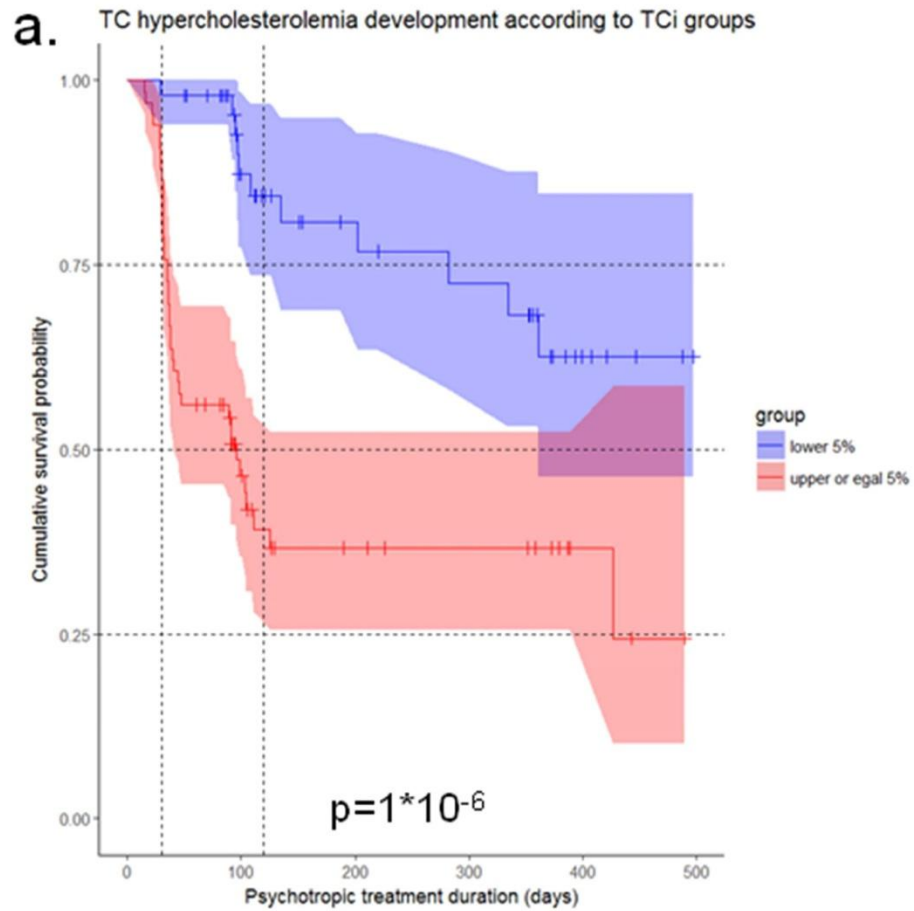 a.
TC hypercholesterolemia development according to TCi groups
Cumulative survival probability
1.00
0.75
0.50
0.25
0.00
p=1*10⁻⁶
0 100 200 300 400 500
Psychotropic treatment duration (days)
group
lower 5%
upper or egal 5%